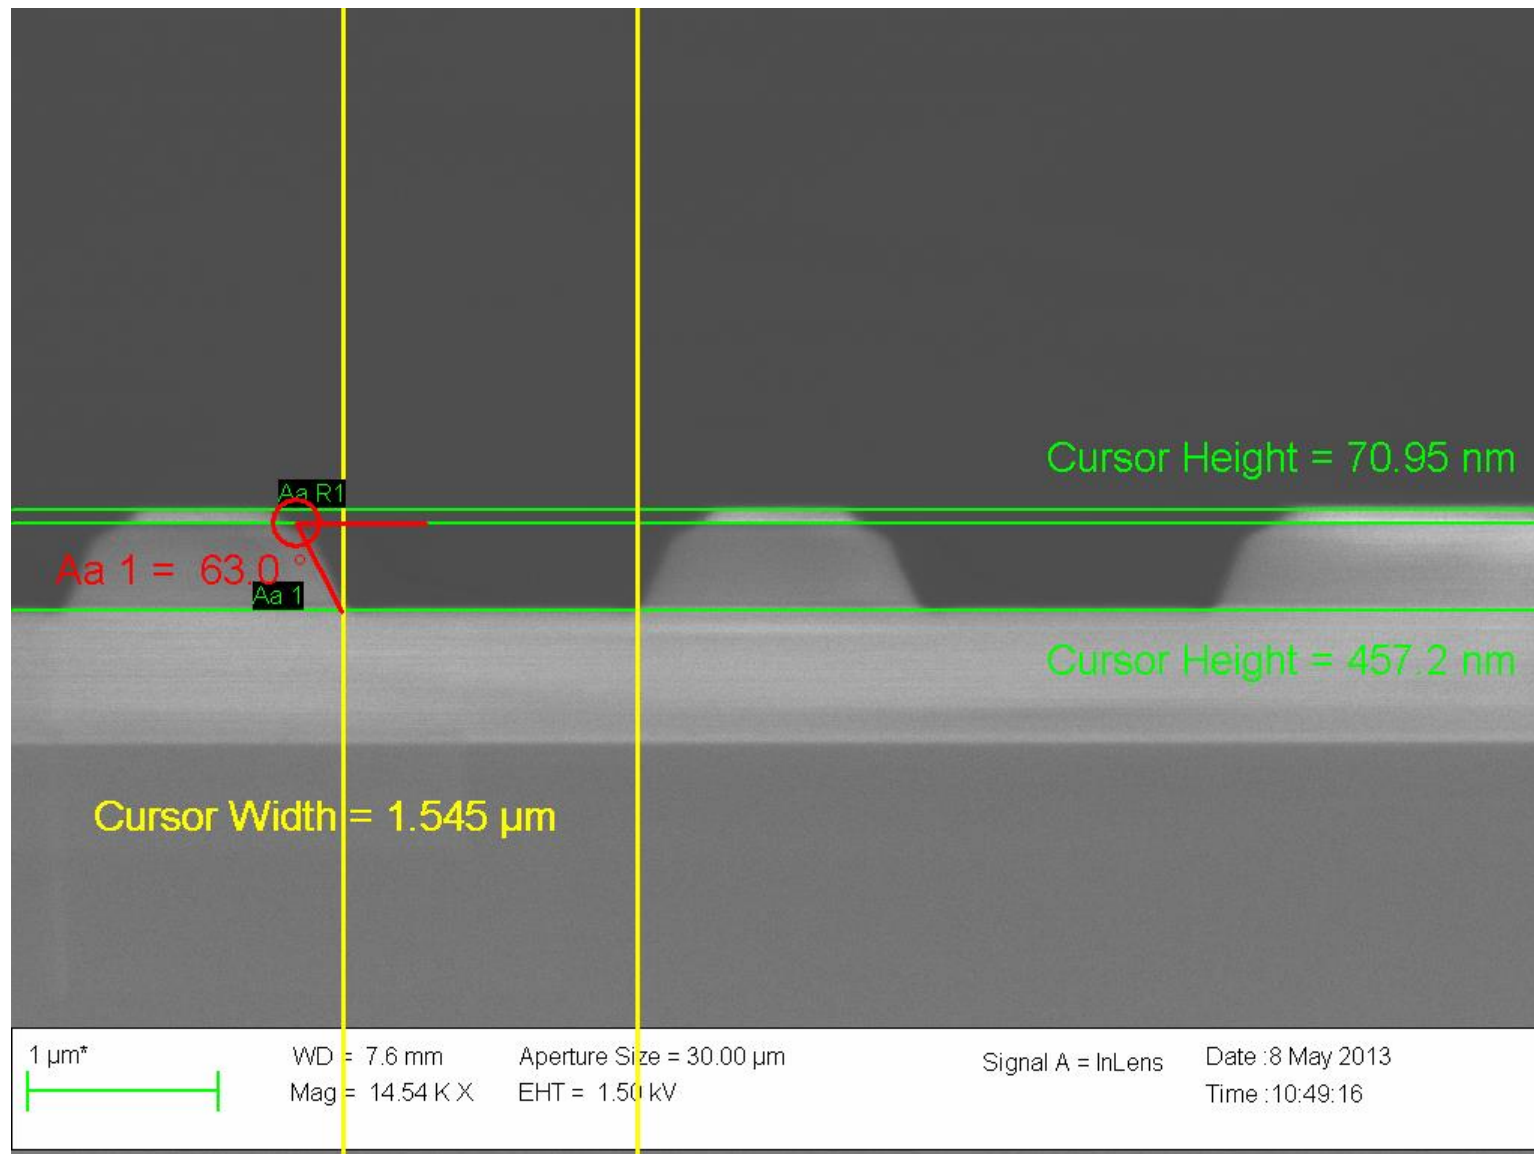 Cursor Height = 70.95 nm
Aa R1
Aa 1 = 63.0 °
Aa 1
Cursor Height = 457.2 nm
Cursor Width = 1.545 µm
1 µm*
WD = 7.6 mm
Mag = 14.54 K X
Aperture Size = 30.00 µm
EHT = 1.50 kV
Signal A = InLens
Date :8 May 2013
Time :10:49:16